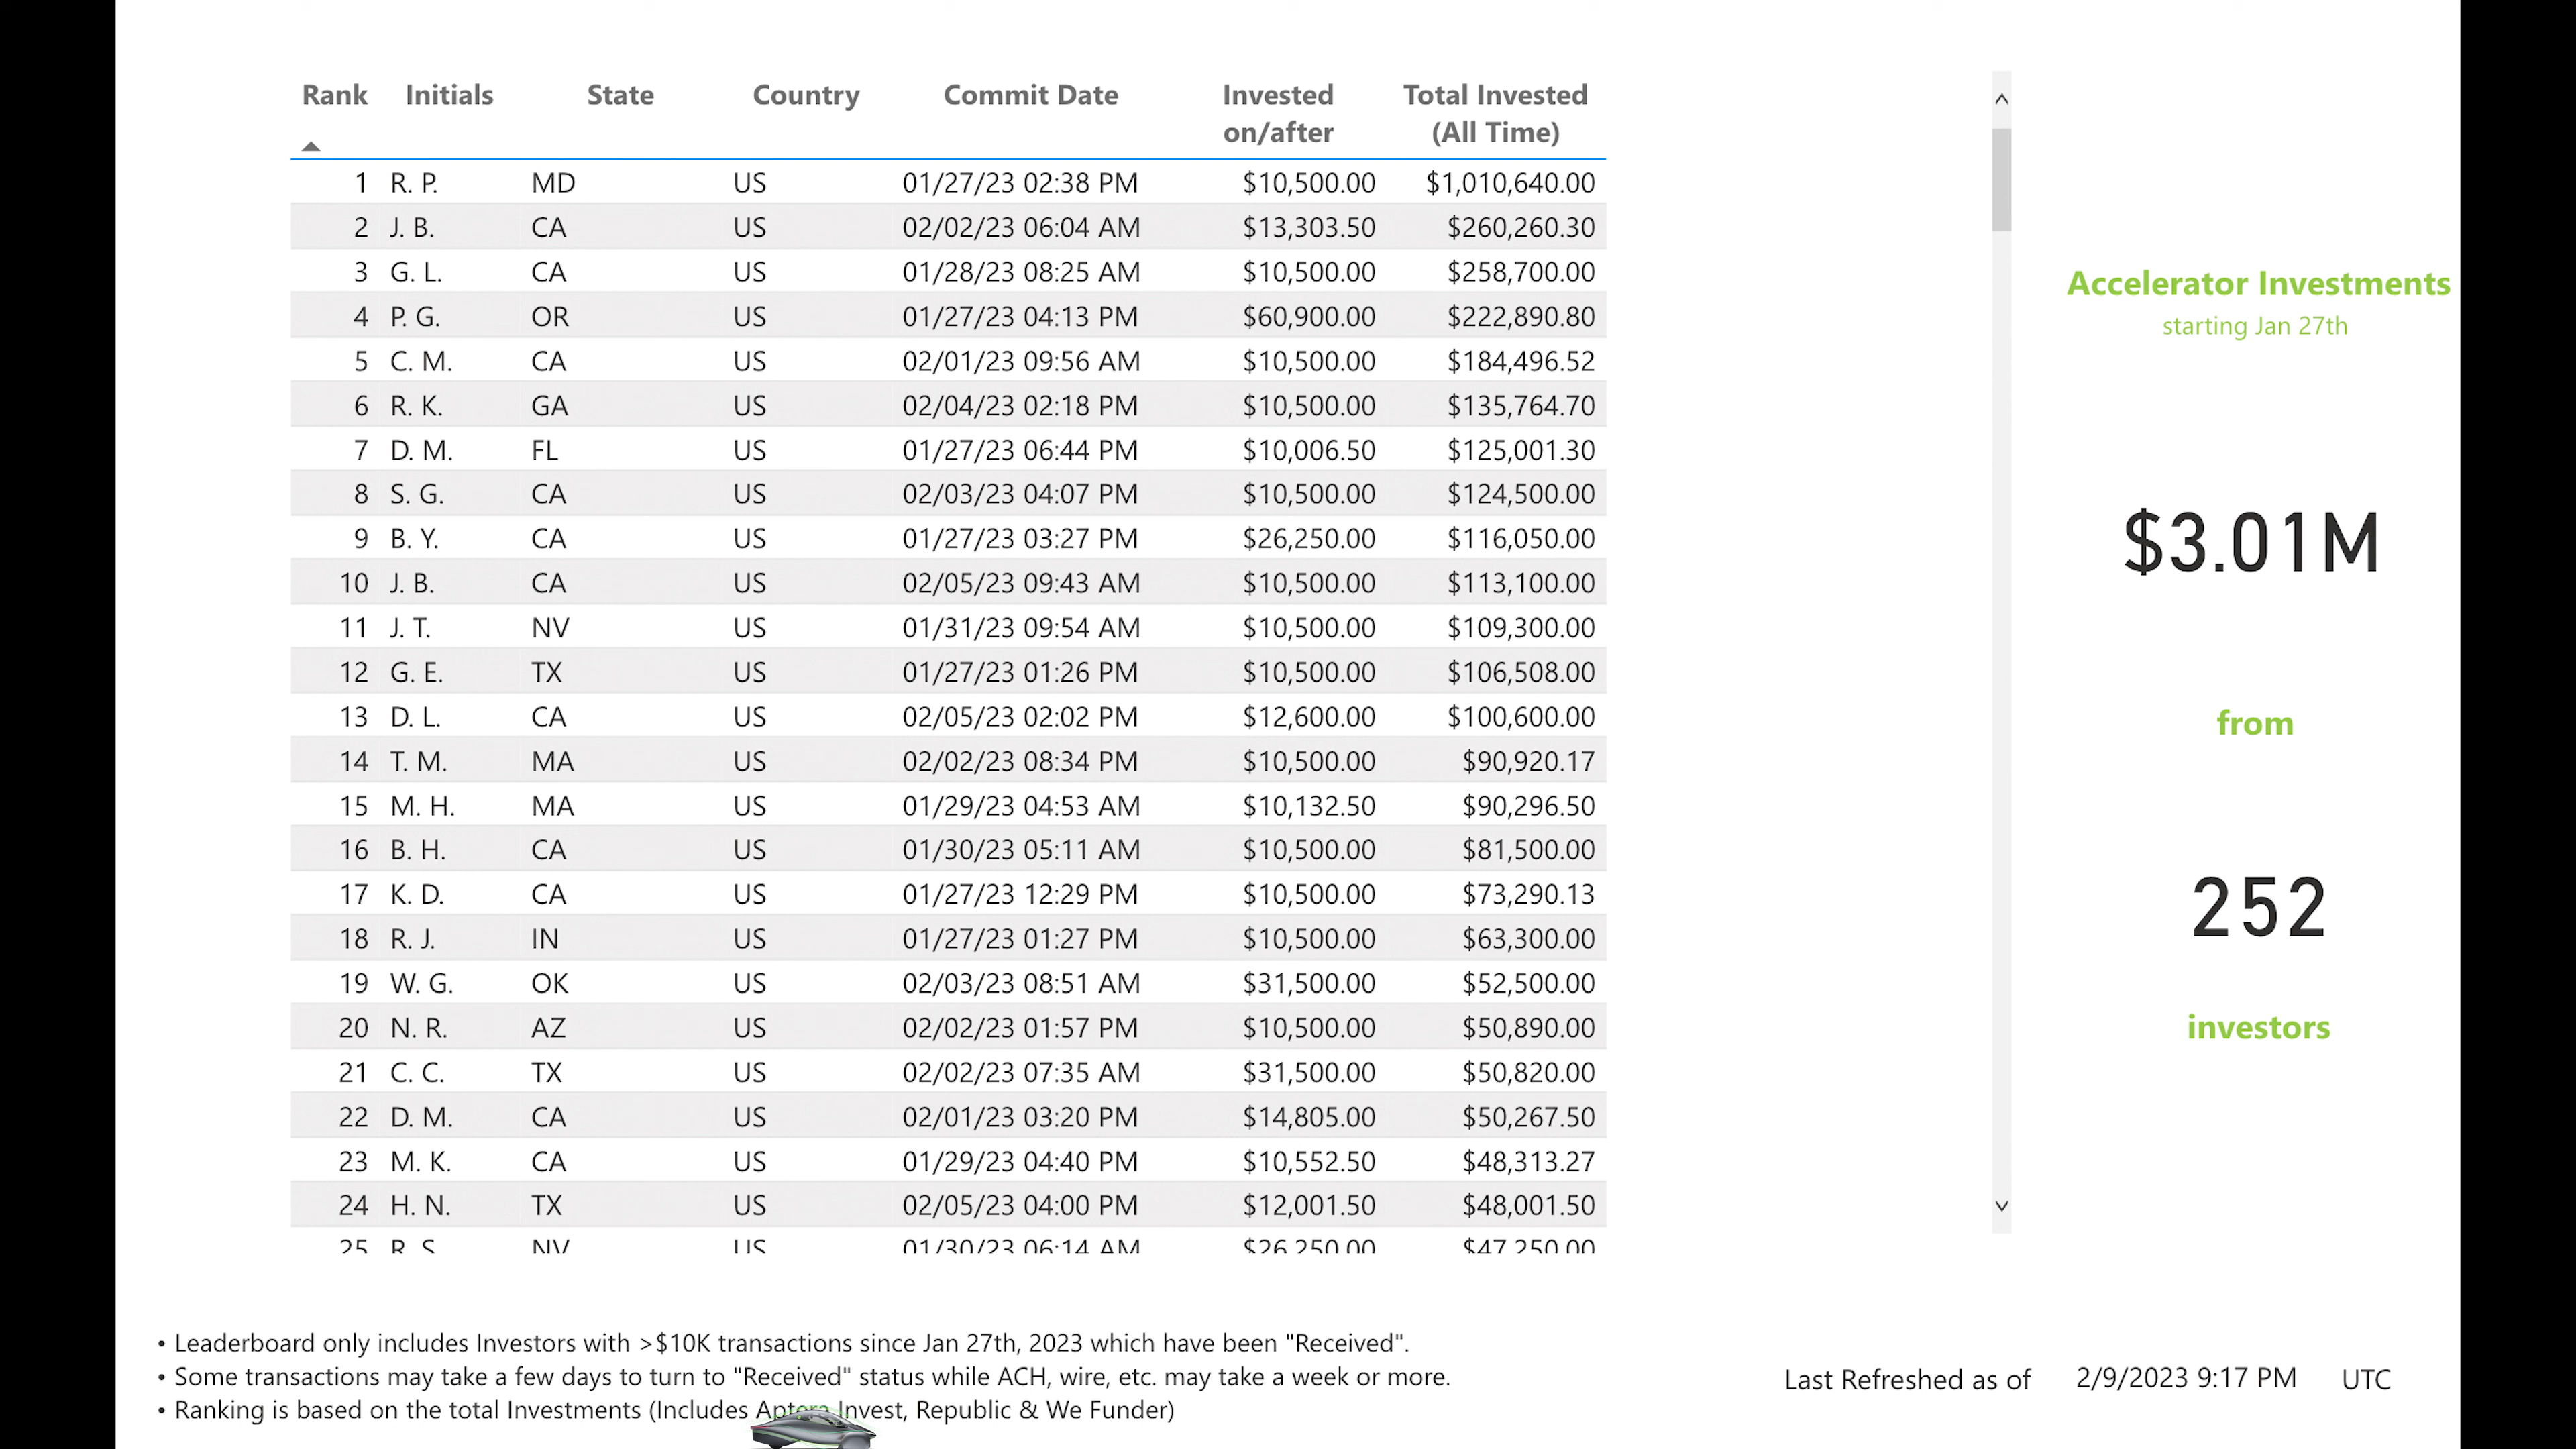 Rank Initials State Country Commit Date Invested on/after Total Invested (All Time)
1 R. P. MD US 01/27/23 02:38 PM $10,500.00 $1,010,640.00
2 J. B. CA US 02/02/23 06:04 AM $13,303.50 $260,260.30
3 G. L. CA US 01/28/23 08:25 AM $10,500.00 $258,700.00
4 P. G. OR US 01/27/23 04:13 PM $60,900.00 $222,890.80
5 C. M. CA US 02/01/23 09:56 AM $10,500.00 $184,496.52
6 R. K. GA US 02/04/23 02:18 PM $10,500.00 $135,764.70
7 D. M. FL US 01/27/23 06:44 PM $10,006.50 $125,001.30
8 S. G. CA US 02/03/23 04:07 PM $10,500.00 $124,500.00
9 B. Y. CA US 01/27/23 03:27 PM $26,250.00 $116,050.00
10 J. B. CA US 02/05/23 09:43 AM $10,500.00 $113,100.00
11 J. T. NV US 01/31/23 09:54 AM $10,500.00 $109,300.00
12 G. E. TX US 01/27/23 01:26 PM $10,500.00 $106,508.00
13 D. L. CA US 02/05/23 02:02 PM $12,600.00 $100,600.00
14 T. M. MA US 02/02/23 08:34 PM $10,500.00 $90,920.17
15 M. H. MA US 01/29/23 04:53 AM $10,132.50 $90,296.50
16 B. H. CA US 01/30/23 05:11 AM $10,500.00 $81,500.00
17 K. D. CA US 01/27/23 12:29 PM $10,500.00 $73,290.13
18 R. J. IN US 01/27/23 01:27 PM $10,500.00 $63,300.00
19 W. G. OK US 02/03/23 08:51 AM $31,500.00 $52,500.00
20 N. R. AZ US 02/02/23 01:57 PM $10,500.00 $50,890.00
21 C. C. TX US 02/02/23 07:35 AM $31,500.00 $50,820.00
22 D. M. CA US 02/01/23 03:20 PM $14,805.00 $50,267.50
23 M. K. CA US 01/29/23 04:40 PM $10,552.50 $48,313.27
24 H. N. TX US 02/05/23 04:00 PM $12,001.50 $48,001.50
25 R. S. NV US 01/30/23 06:14 AM $26,250.00 $47,250.00
Accelerator Investments
starting Jan 27th
$3.01M
from
252
investors
• Leaderboard only includes Investors with >$10K transactions since Jan 27th, 2023 which have been "Received".
• Some transactions may take a few days to turn to "Received" status while ACH, wire, etc. may take a week or more.
• Ranking is based on the total Investments (Includes Aptera Invest, Republic & We Funder)
Last Refreshed as of 2/9/2023 9:17 PM UTC